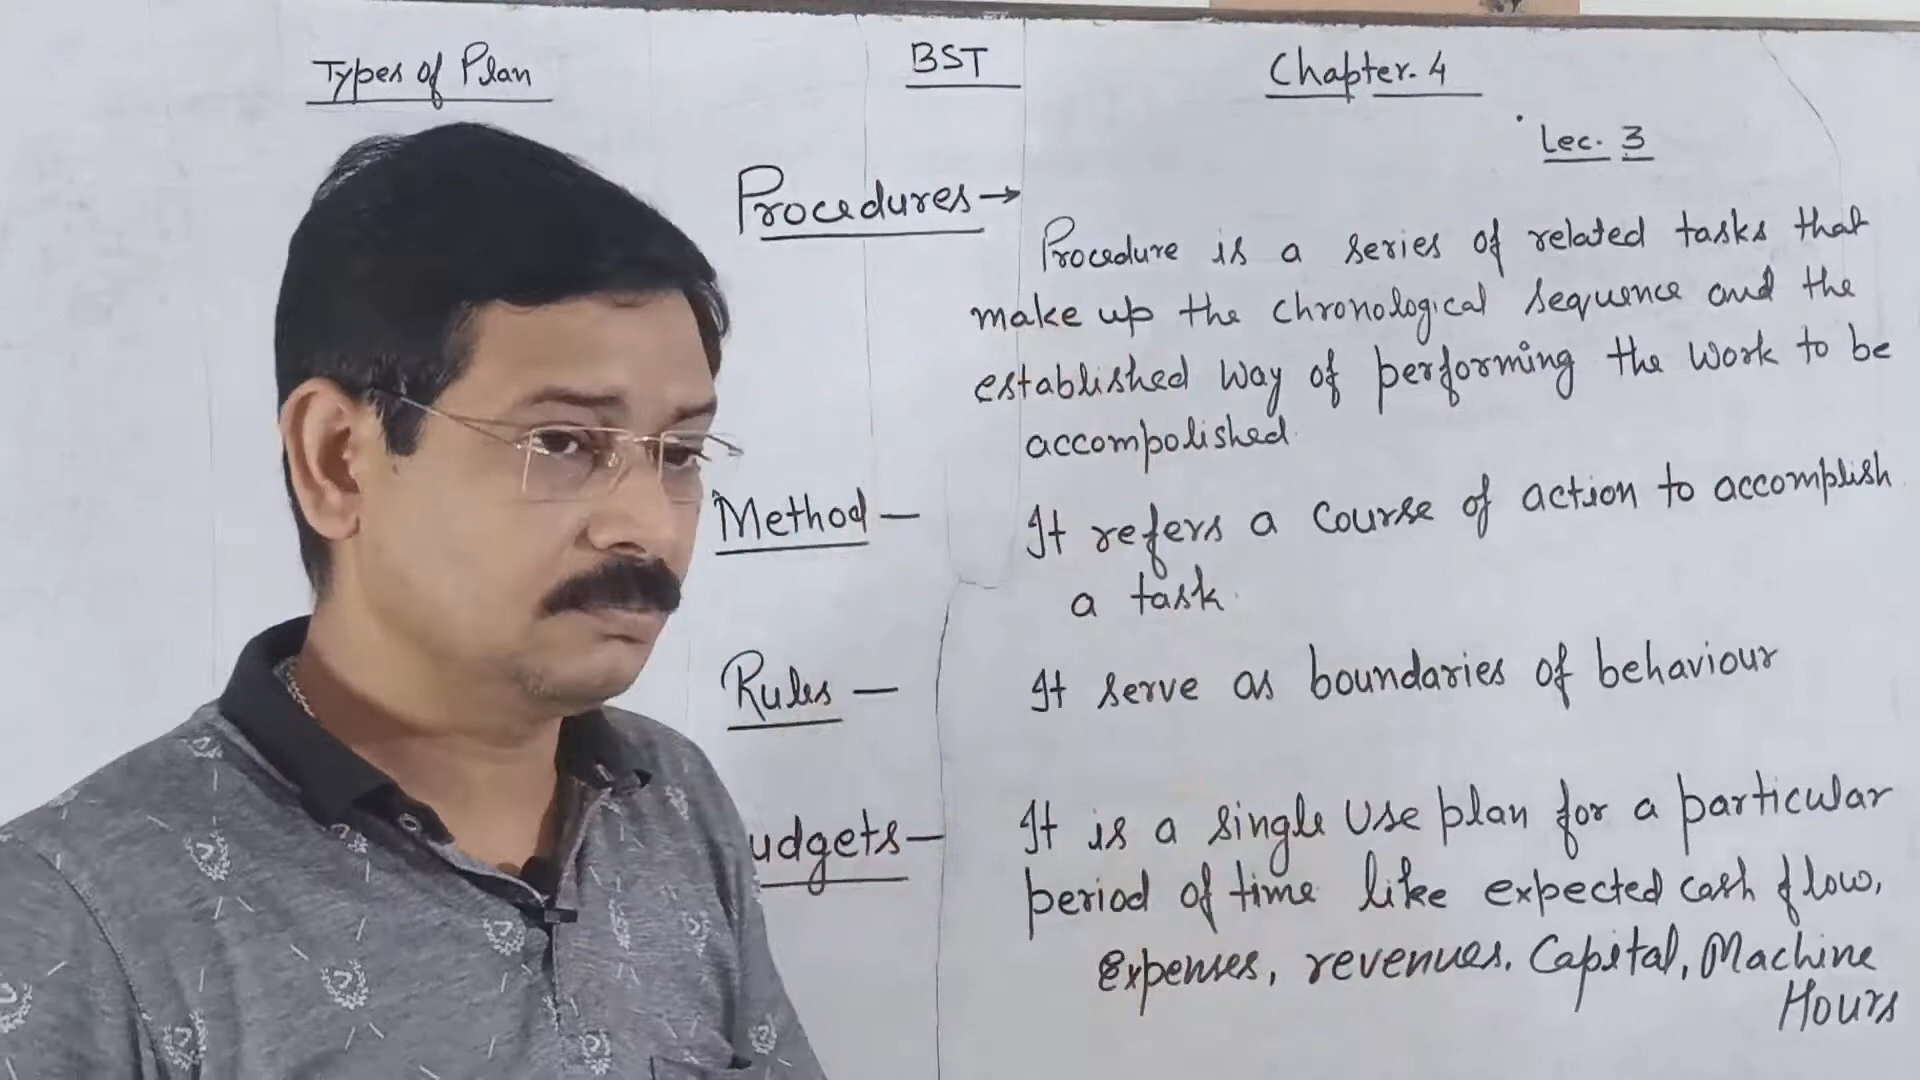 Types of Plan
BST
Chapter. 4
Lec. 3
Procedures →
Procedure is a series of related tasks that
make up the chronological sequence and the
established way of performing the work to be
accompolished.
Method — It refers a course of action to accomplish
a task.
Rules — It serve as boundaries of behaviour
udgets — It is a single use plan for a particular
period of time like expected cash flow,
expenses, revenues. Capital, Machine
Hours